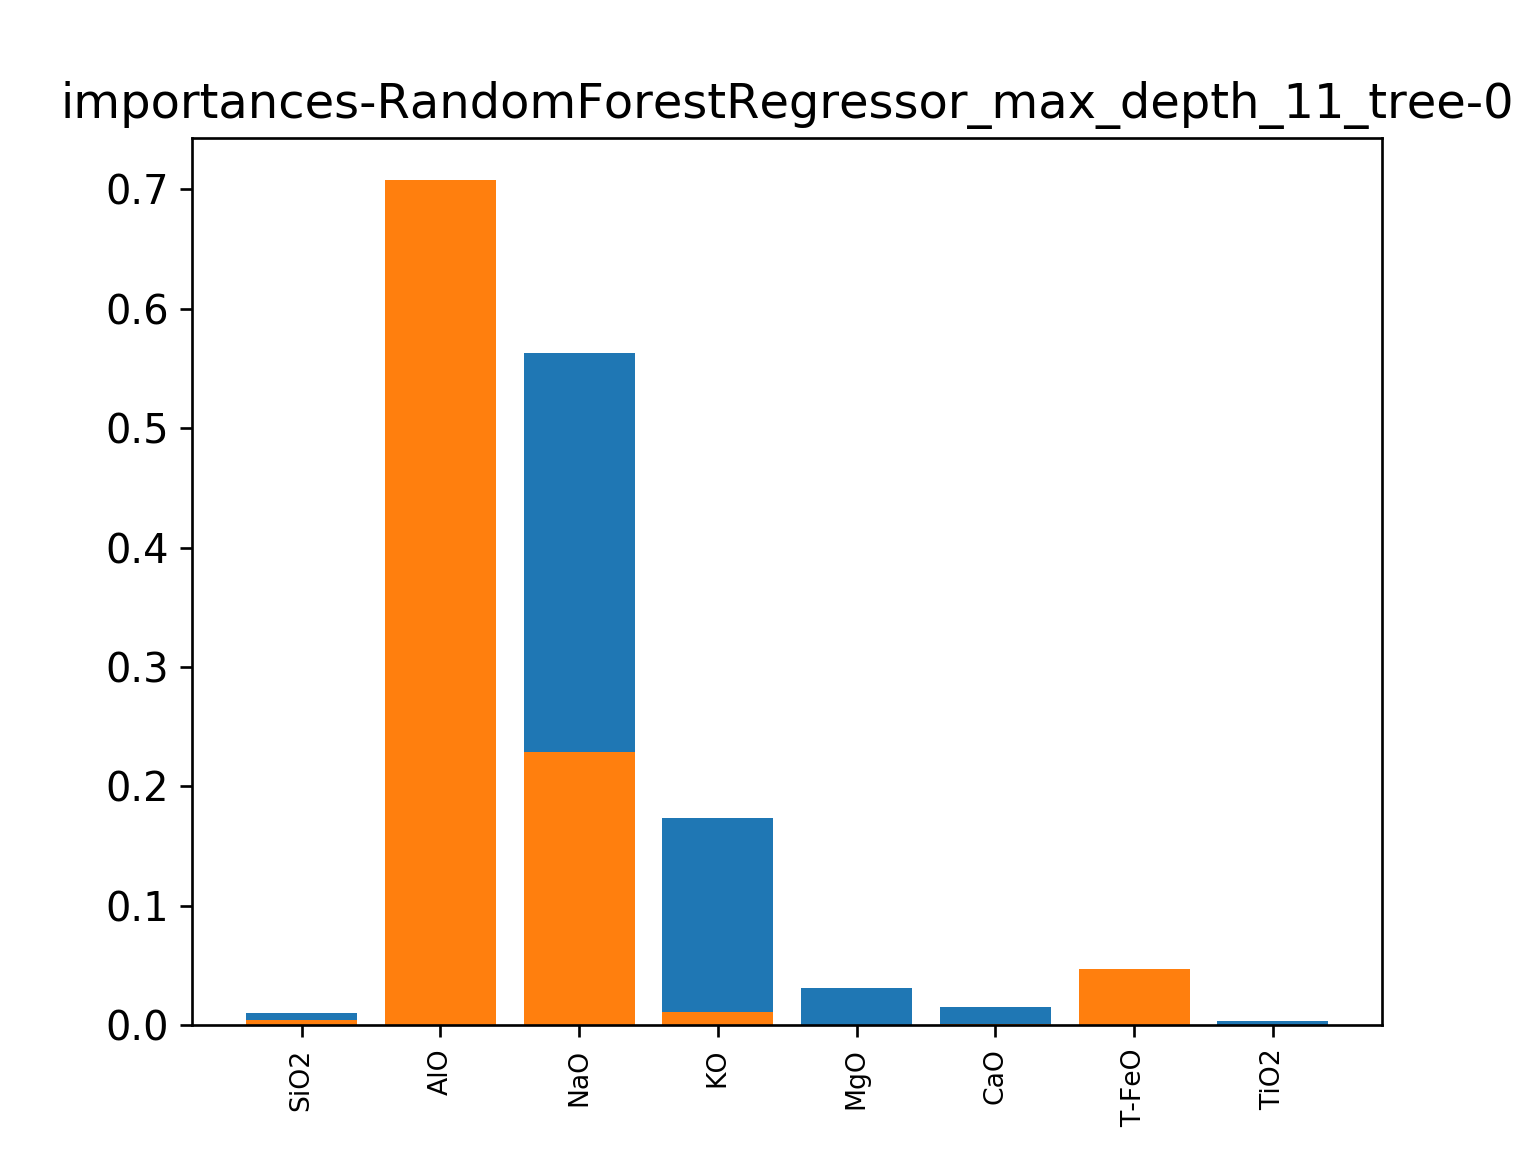 importances-RandomForestRegressor_max_depth_11_tree-0
0.7
0.6
0.5
0.4
0.3
0.2
0.1
0.0
SiO2
AlO
NaO
KO
MgO
CaO
T-FeO
TiO2